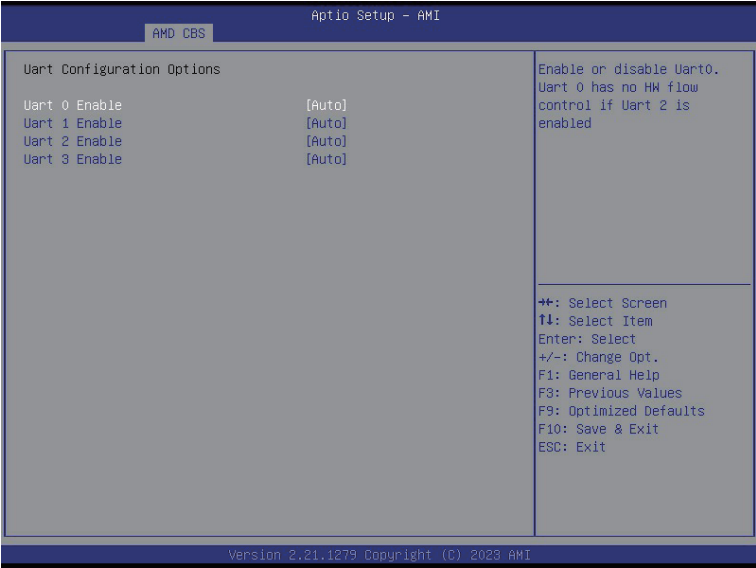 Aptio Setup – AMI
AMD CBS
Uart Configuration Options
Uart 0 Enable [Auto]
Uart 1 Enable [Auto]
Uart 2 Enable [Auto]
Uart 3 Enable [Auto]
Enable or disable Uart0.
Uart 0 has no HW flow
control if Uart 2 is
enabled
→←: Select Screen
↑↓: Select Item
Enter: Select
+/-: Change Opt.
F1: General Help
F3: Previous Values
F9: Optimized Defaults
F10: Save & Exit
ESC: Exit
Version 2.21.1279 Copyright (C) 2023 AMI